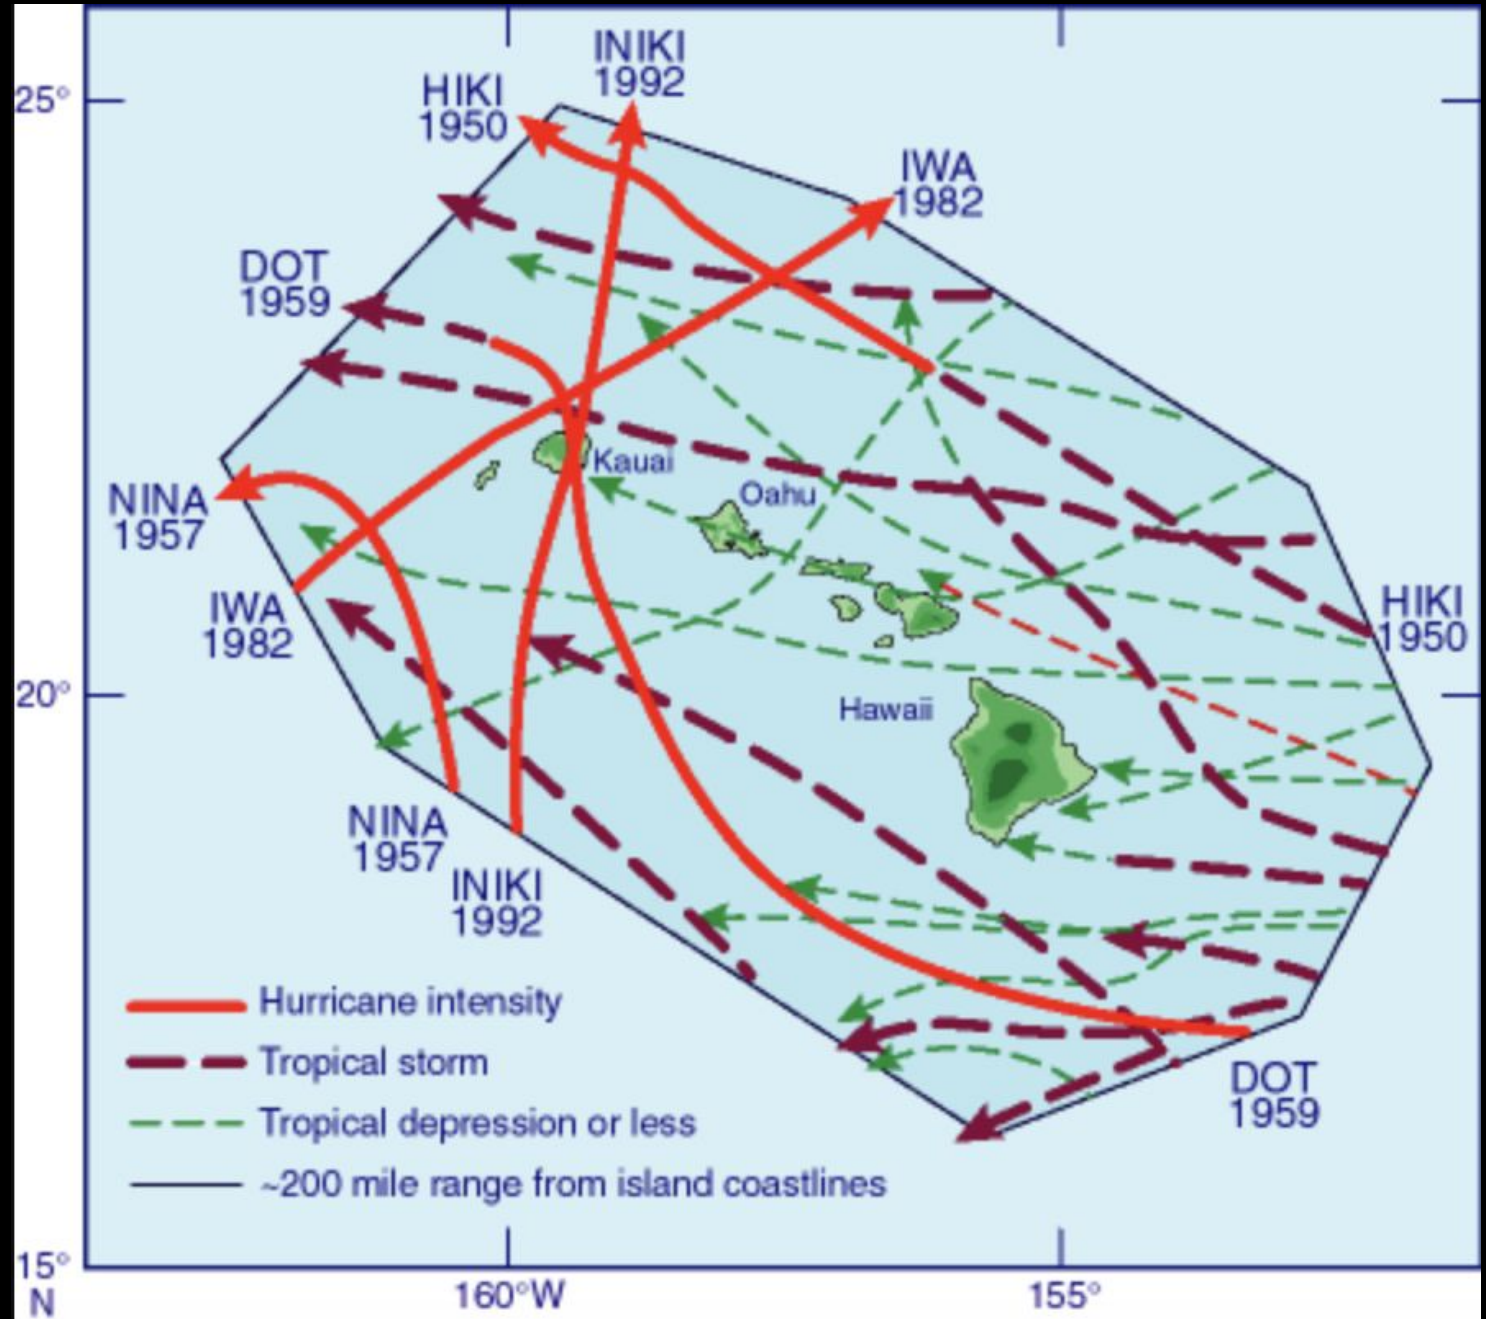 INIKI
1992
HIKI
1950
25°
IWA
1982
DOT
1959
Kauai
Oahu
NINA
1957
IWA
1982
HIKI
1950
20°
Hawaii
NINA
1957
INIKI
1992
Hurricane intensity
Tropical storm
DOT
1959
Tropical depression or less
~200 mile range from island coastlines
15°
N
160°W
155°